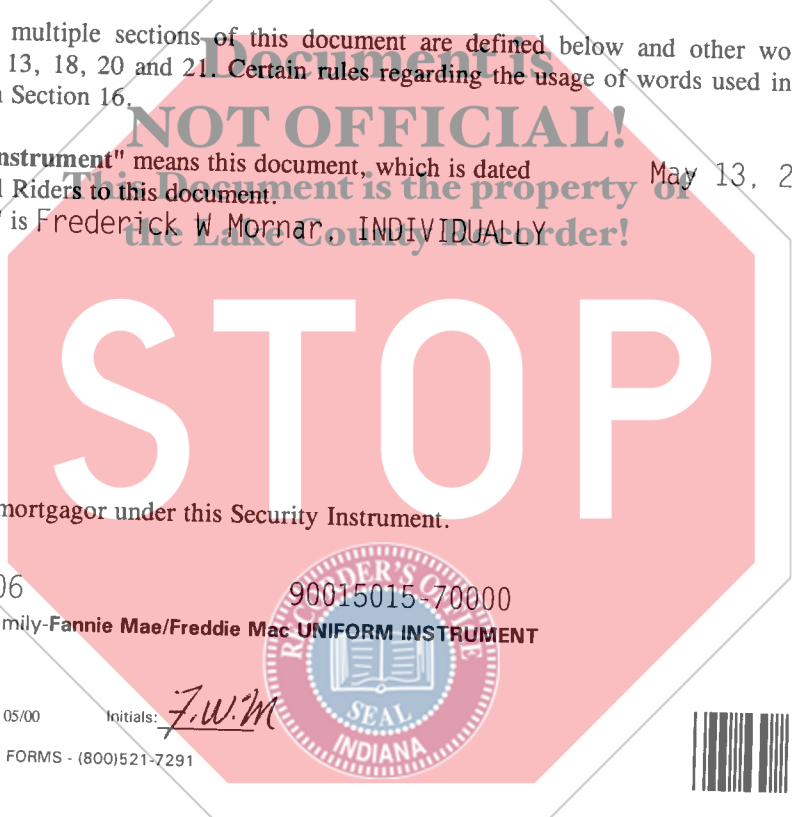 multiple sections of this document are defined below and other wo
13, 18, 20 and 21. Certain rules regarding the usage of words used in
Section 16.
Document is
NOT OFFICIAL!
This Document is the property of
the Lake County Recorder!
nstrument" means this document, which is dated May 13, 2
Riders to this document.
is Frederick W Mornar, INDIVIDUALLY
STOP
mortgagor under this Security Instrument.
06 90015015-70000
mily-Fannie Mae/Freddie Mac UNIFORM INSTRUMENT
RECORDER'S OFFICE
SEAL
INDIANA
05/00 Initials: F.W.M
FORMS - (800)521-7291